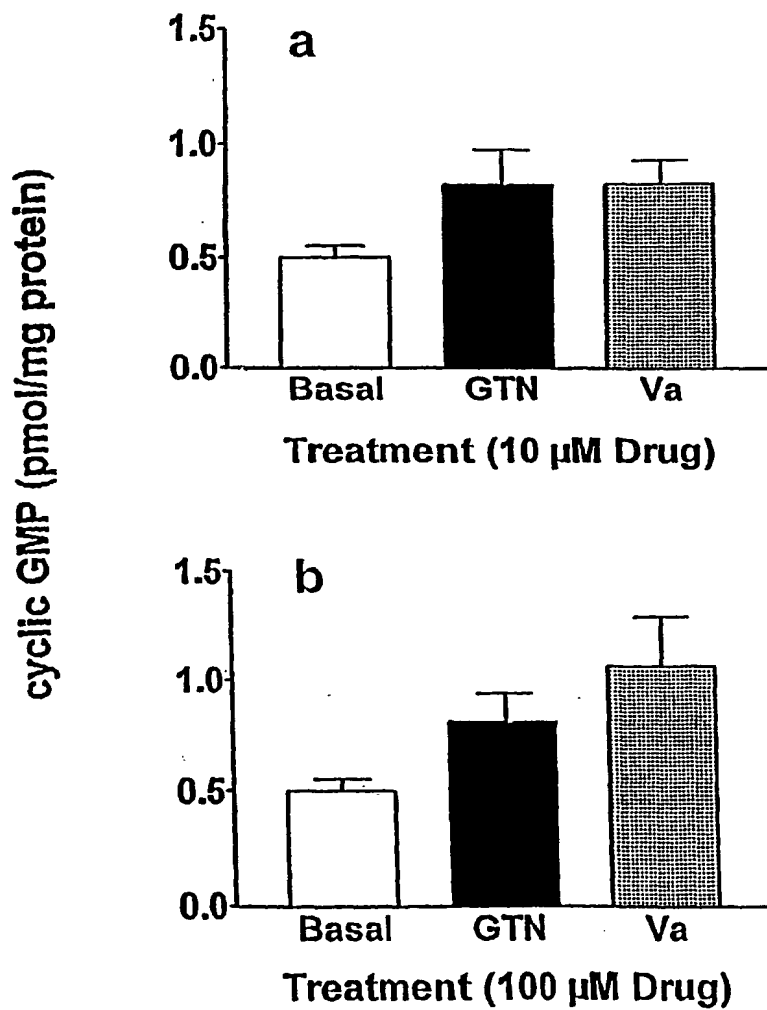 cyclic GMP (pmol/mg protein)
a
1.5
1.0
0.5
0.0
Basal GTN Va
Treatment (10 µM Drug)
b
1.5
1.0
0.5
0.0
Basal GTN Va
Treatment (100 µM Drug)